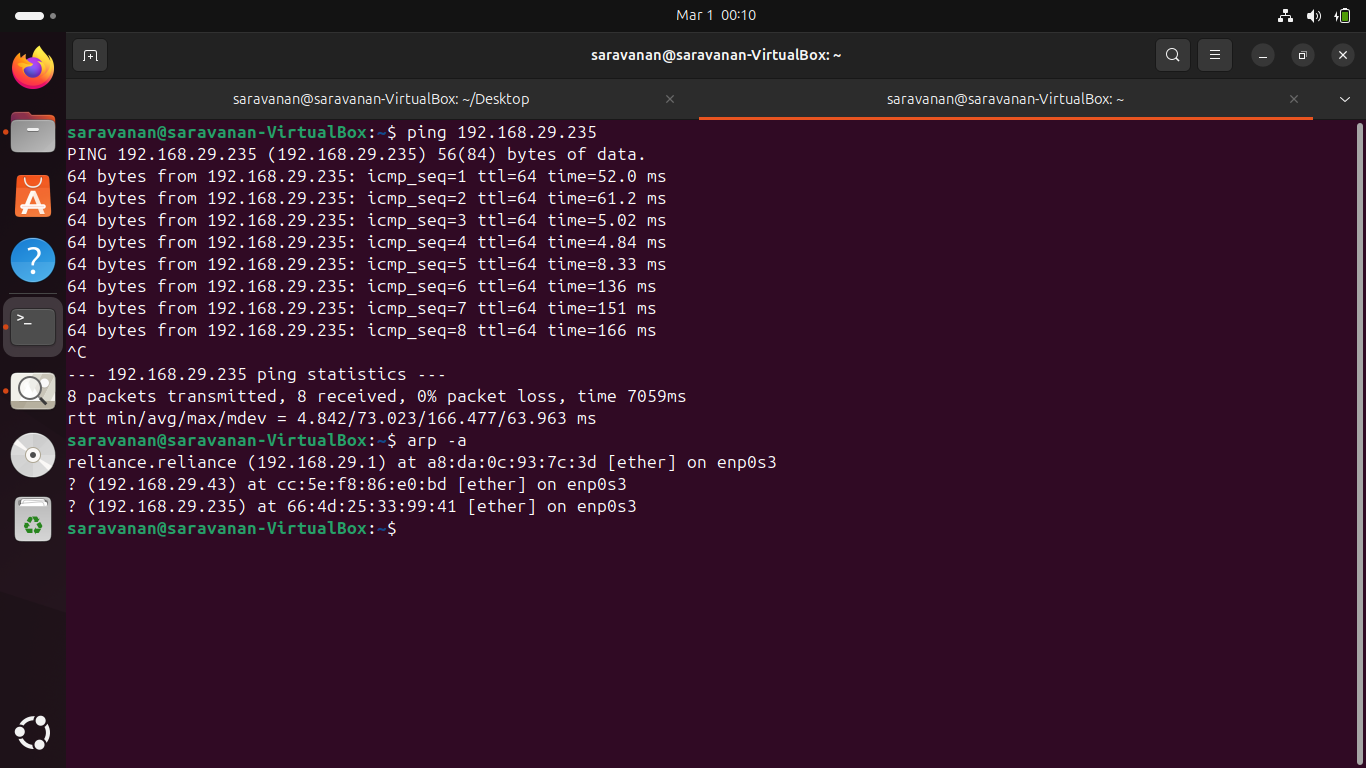 Mar 1 00:10
saravanan@saravanan-VirtualBox: ~
saravanan@saravanan-VirtualBox: ~/Desktop
saravanan@saravanan-VirtualBox: ~
saravanan@saravanan-VirtualBox:~$ ping 192.168.29.235
PING 192.168.29.235 (192.168.29.235) 56(84) bytes of data.
64 bytes from 192.168.29.235: icmp_seq=1 ttl=64 time=52.0 ms
64 bytes from 192.168.29.235: icmp_seq=2 ttl=64 time=61.2 ms
64 bytes from 192.168.29.235: icmp_seq=3 ttl=64 time=5.02 ms
64 bytes from 192.168.29.235: icmp_seq=4 ttl=64 time=4.84 ms
64 bytes from 192.168.29.235: icmp_seq=5 ttl=64 time=8.33 ms
64 bytes from 192.168.29.235: icmp_seq=6 ttl=64 time=136 ms
64 bytes from 192.168.29.235: icmp_seq=7 ttl=64 time=151 ms
64 bytes from 192.168.29.235: icmp_seq=8 ttl=64 time=166 ms
^C
--- 192.168.29.235 ping statistics ---
8 packets transmitted, 8 received, 0% packet loss, time 7059ms
rtt min/avg/max/mdev = 4.842/73.023/166.477/63.963 ms
saravanan@saravanan-VirtualBox:~$ arp -a
reliance.reliance (192.168.29.1) at a8:da:0c:93:7c:3d [ether] on enp0s3
? (192.168.29.43) at cc:5e:f8:86:e0:bd [ether] on enp0s3
? (192.168.29.235) at 66:4d:25:33:99:41 [ether] on enp0s3
saravanan@saravanan-VirtualBox:~$